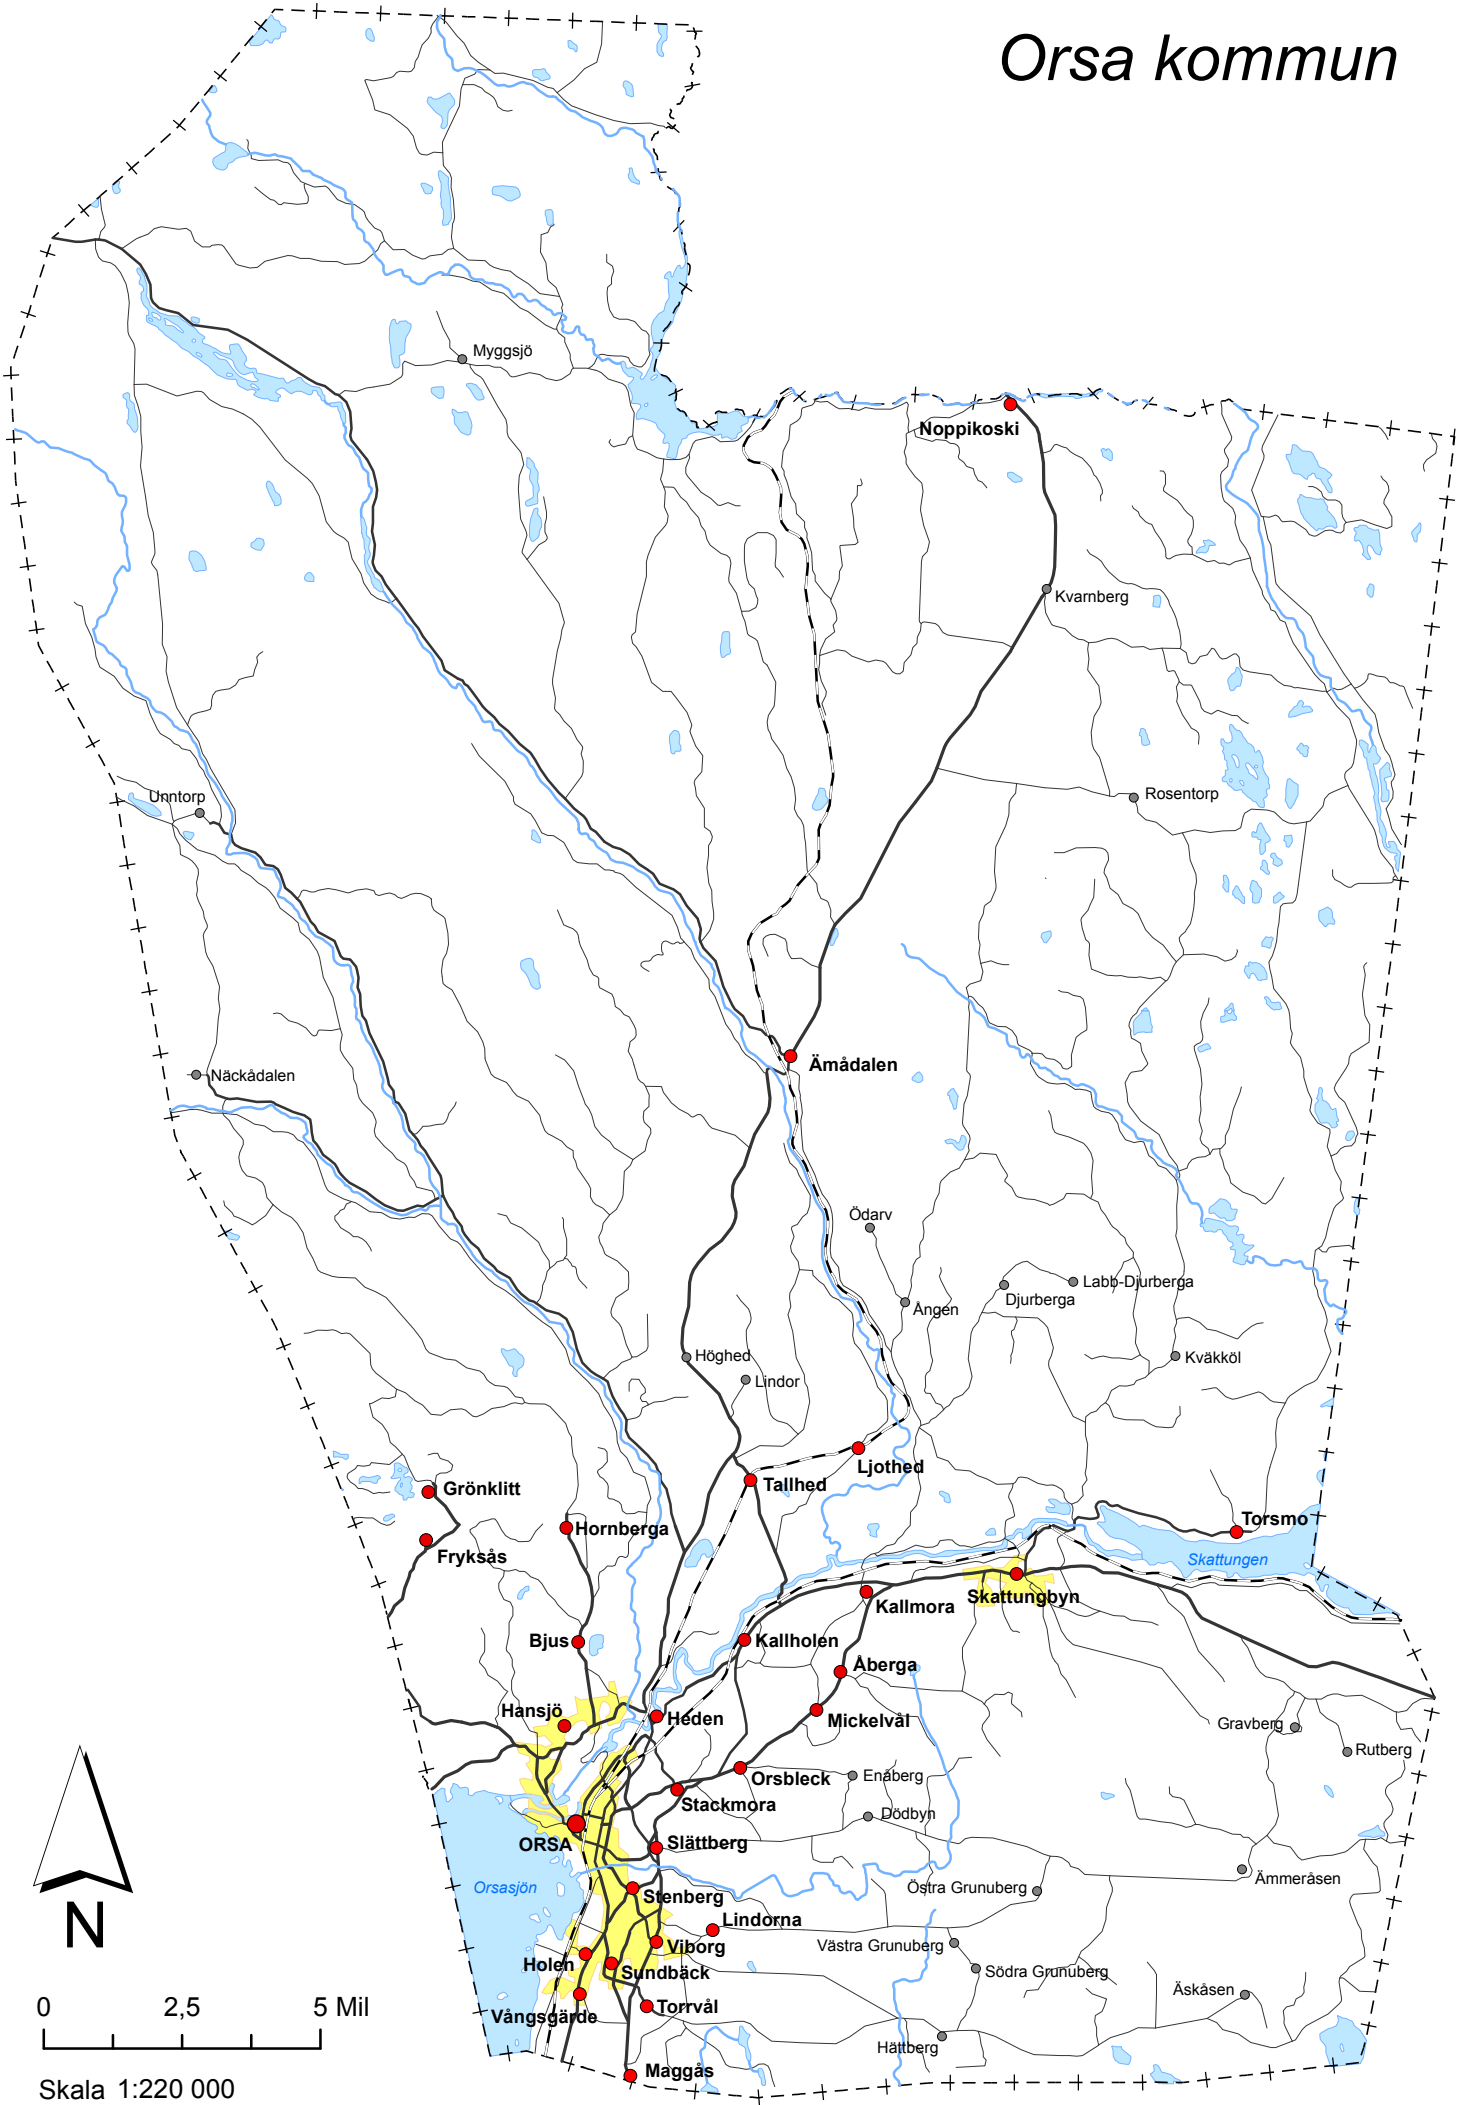 Orsa kommun
Myggsjö
Noppikoski
Kvarnberg
Unntorp
Rosentorp
Ämådalen
Näckådalen
Ödarv
Ången
Djurberga
Labb-Djurberga
Höghed
Lindor
Kväkköl
Ljothed
Tallhed
Grönklitt
Hornberga
Fryksås
Torsmo
Skattungen
Skattungbyn
Kallmora
Bjus
Kallholen
Åberga
Hansjö
Heden
Mickelvål
Gravberg
Rutberg
Orsbleck
Enåberg
Stackmora
Dödbyn
ORSA
Slättberg
Ämmeråsen
Orsasjön
Stenberg
Östra Grunuberg
Lindorna
Viborg
Västra Grunuberg
Holen
Sundbäck
Södra Grunuberg
Äskåsen
Vångsgärde
Torrvål
Hättberg
Maggås
N
0 2,5 5 Mil
Skala 1:220 000